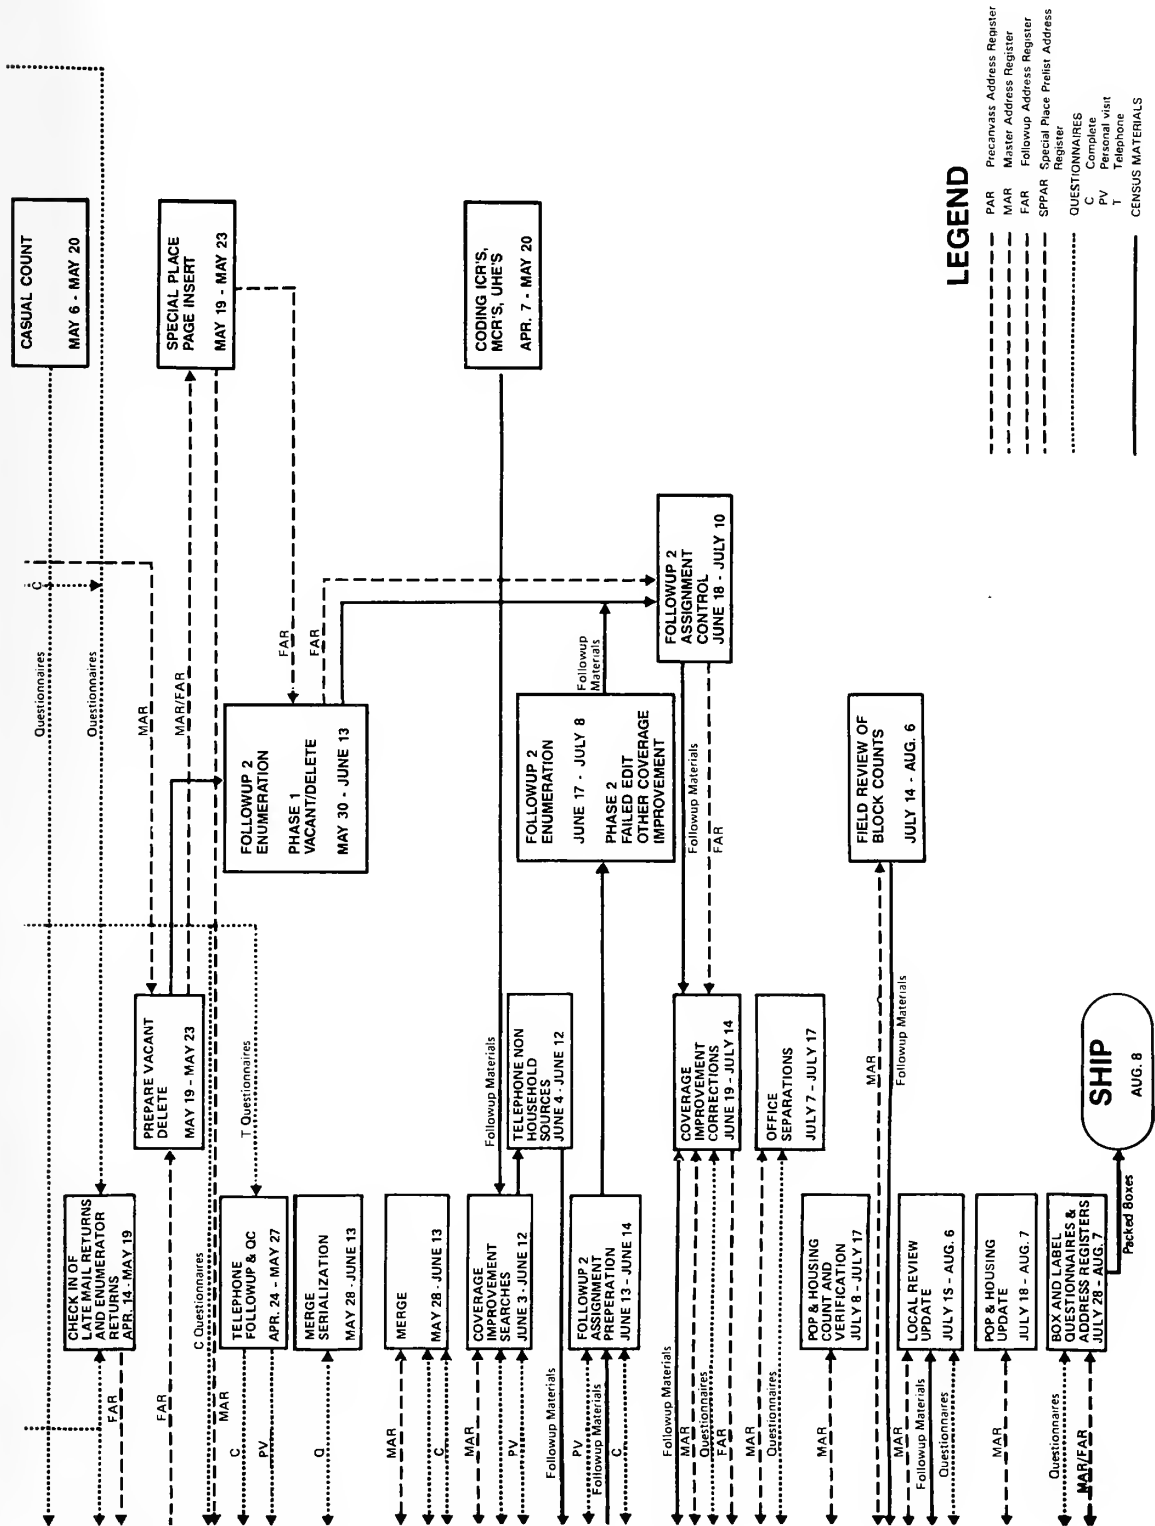 CASUAL COUNT
MAY 6 - MAY 20
Questionnaires
C
Questionnaires
CHECK IN OF
LATE MAIL RETURNS
AND ENUMERATOR
RETURNS
APR. 14 - MAY 19
FAR
MAR
SPECIAL PLACE
PAGE INSERT
MAY 19 - MAY 23
MAR/FAR
PREPARE VACANT
DELETE
MAY 19 - MAY 23
FAR
C Questionnaires
MAR
FAR
FAR
FOLLOWUP 2
ENUMERATION
PHASE 1
VACANT/DELETE
MAY 30 - JUNE 13
T Questionnaires
TELEPHONE
FOLLOWUP & QC
APR. 24 - MAY 27
C
PV
MERGE
SERIALIZATION
MAY 28 - JUNE 13
Q
MERGE
MAY 28 - JUNE 13
MAR
C
CODING ICR'S,
MCR'S, UHE'S
APR. 7 - MAY 20
Followup Materials
COVERAGE
IMPROVEMENT
SEARCHES
JUNE 3 - JUNE 12
MAR
PV
TELEPHONE NON
HOUSEHOLD
SOURCES
JUNE 4 - JUNE 12
Followup Materials
FOLLOWUP 2
ENUMERATION
JUNE 17 - JULY 8
PHASE 2
FAILED EDIT
OTHER COVERAGE
IMPROVEMENT
Followup
Materials
FOLLOWUP 2
ASSIGNMENT
PREPERATION
JUNE 13 - JUNE 14
PV
Followup Materials
C
FOLLOWUP 2
ASSIGNMENT
CONTROL
JUNE 18 - JULY 10
Followup Materials
FAR
COVERAGE
IMPROVEMENT
CORRECTIONS
JUNE 19 - JULY 14
Followup Materials
MAR
Questionnaires
FAR
OFFICE
SEPARATIONS
JULY 7 - JULY 17
MAR
Questionnaires
POP & HOUSING
COUNT AND
VERIFICATION
JULY 8 - JULY 17
MAR
FIELD REVIEW OF
BLOCK COUNTS
JULY 14 - AUG. 6
MAR
Followup Materials
LOCAL REVIEW
UPDATE
JULY 1S - AUG. 6
MAR
Followup Materials
Questionnaires
POP & HOUSING
UPDATE
JULY 18 - AUG. 7
MAR
BOX AND LABEL
QUESTIONNAIRES &
ADDRESS REGISTERS
JULY 28 - AUG. 7
Questionnaires
MAR/FAR
Packed Boxes
SHIP
AUG. 8
LEGEND
PAR Precanvass Address Register
MAR Master Address Register
FAR Followup Address Register
SPPAR Special Place Prelist Address
Register
QUESTIONNAIRES
C Complete
PV Personal visit
T Telephone
CENSUS MATERIALS